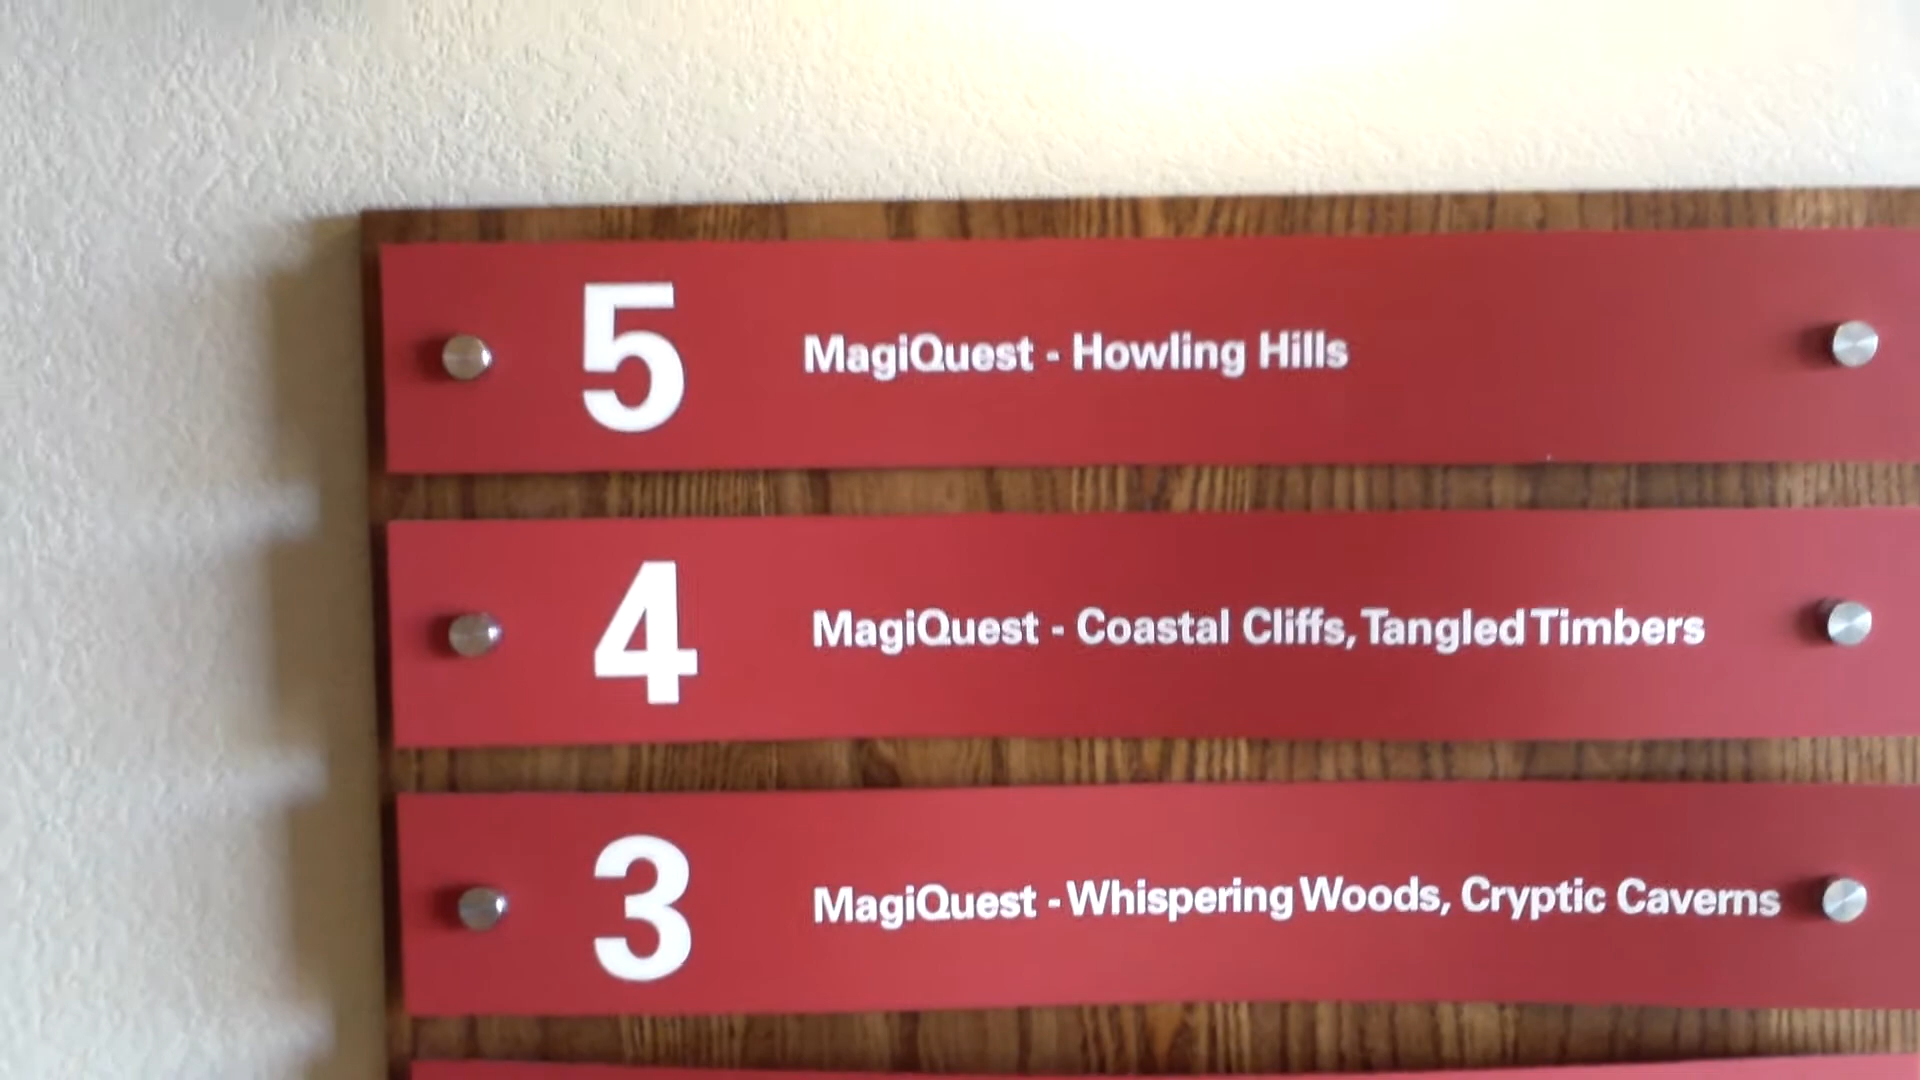 5 MagiQuest - Howling Hills
4 MagiQuest - Coastal Cliffs, Tangled Timbers
3 MagiQuest - Whispering Woods, Cryptic Caverns